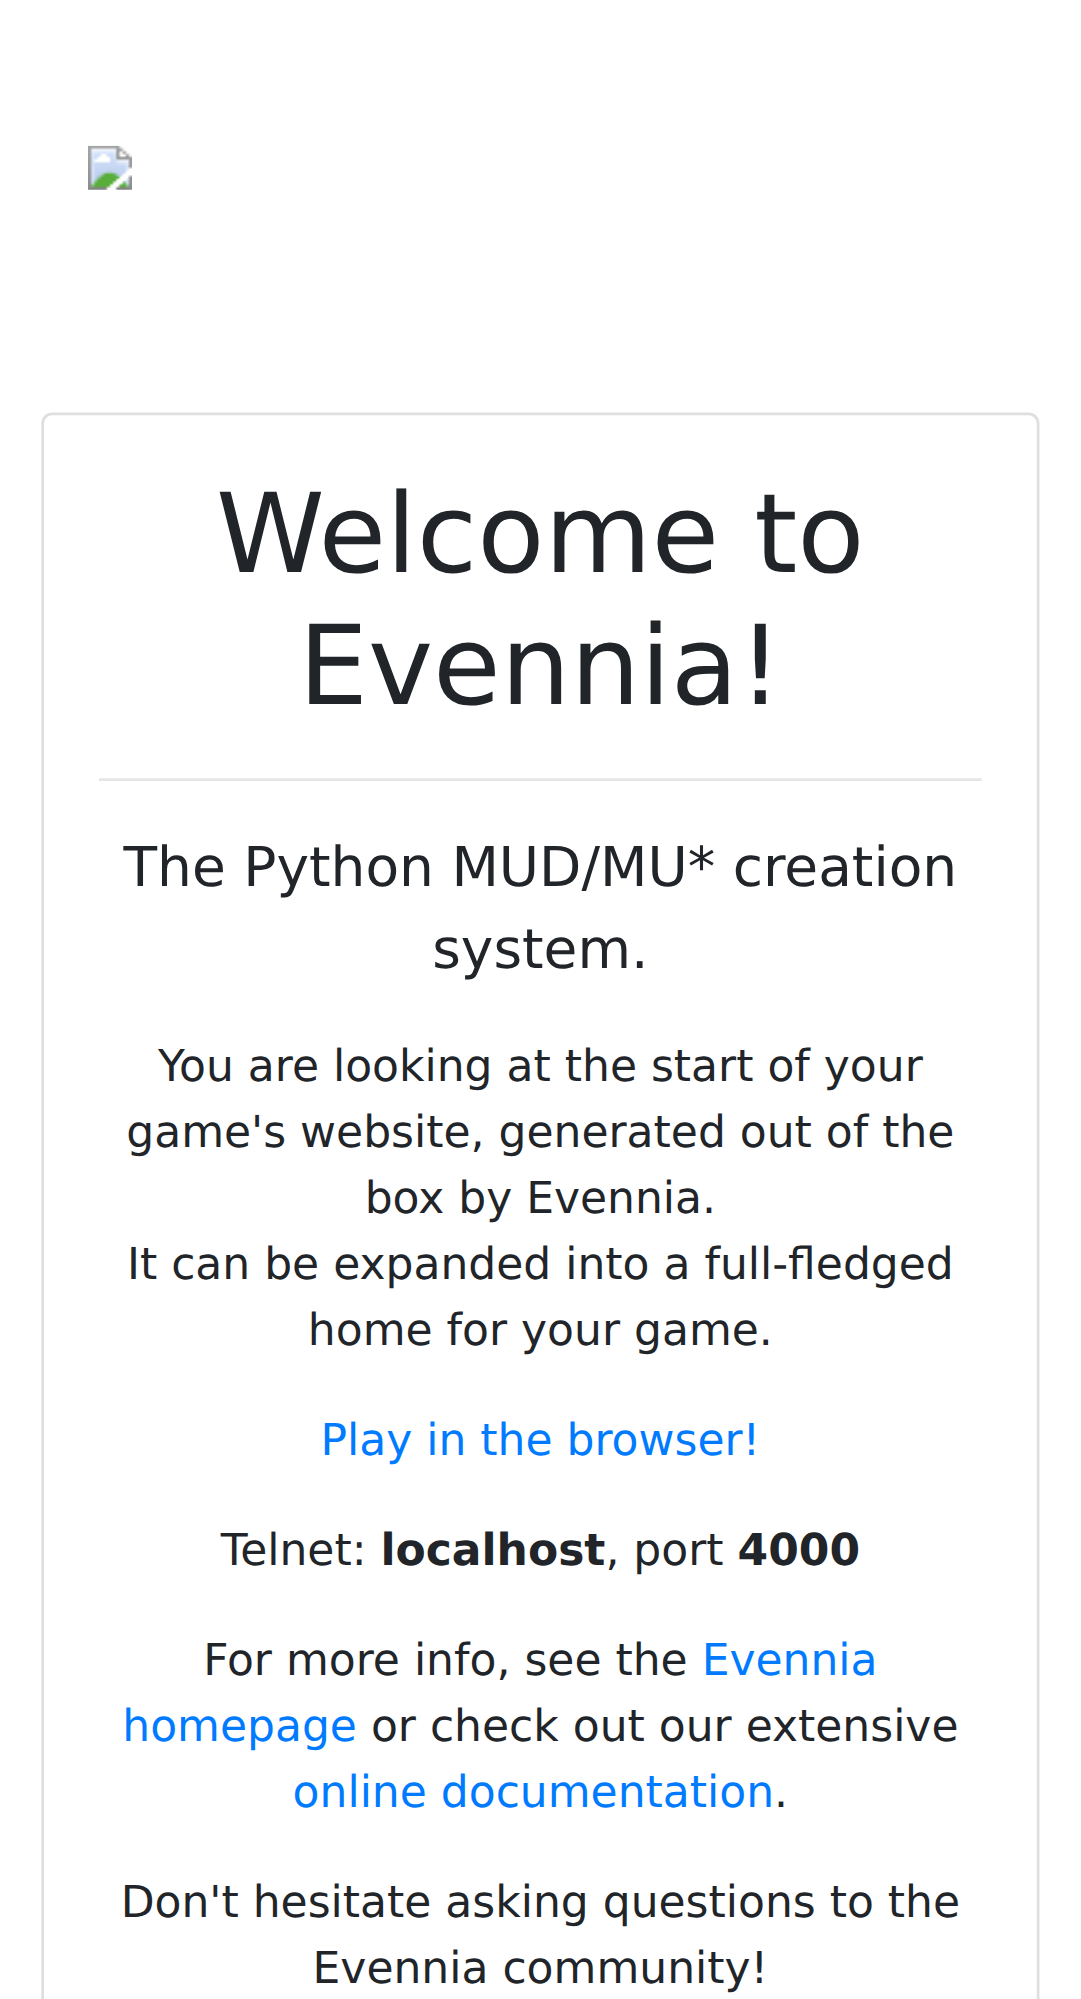 Welcome to
Evennia!
The Python MUD/MU* creation
system.
You are looking at the start of your
game's website, generated out of the
box by Evennia.
It can be expanded into a full-fledged
home for your game.
Play in the browser!
Telnet: localhost, port 4000
For more info, see the Evennia
homepage or check out our extensive
online documentation.
Don't hesitate asking questions to the
Evennia community!